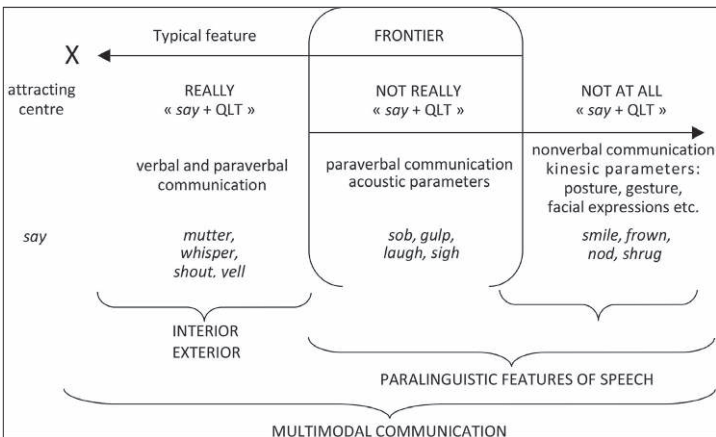 Typical feature FRONTIER
X
attracting centre
REALLY
« say + QLT »
NOT REALLY
« say + QLT »
NOT AT ALL
« say + QLT »
verbal and paraverbal
communication
paraverbal communication
acoustic parameters
nonverbal communication
kinesic parameters:
posture, gesture,
facial expressions etc.
say
mutter,
whisper,
shout. vell
sob, gulp,
laugh, sigh
smile, frown,
nod, shrug
INTERIOR
EXTERIOR
PARALINGUISTIC FEATURES OF SPEECH
MULTIMODAL COMMUNICATION